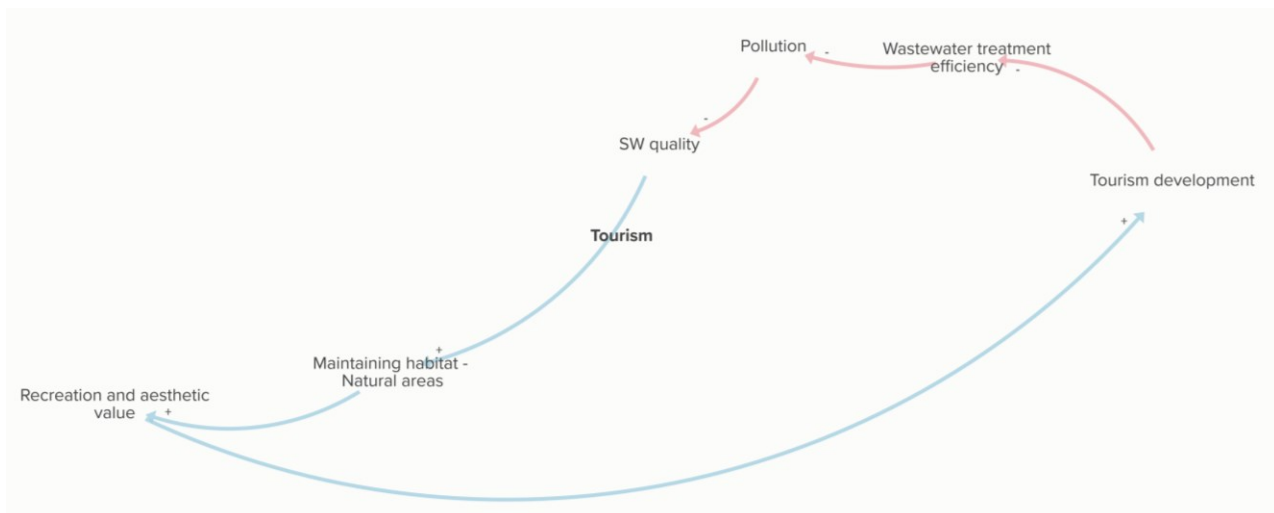 Pollution
-
Wastewater treatment
efficiency
-
-
SW quality
Tourism development
+
Tourism
+
Maintaining habitat -
Natural areas
Recreation and aesthetic
value
+